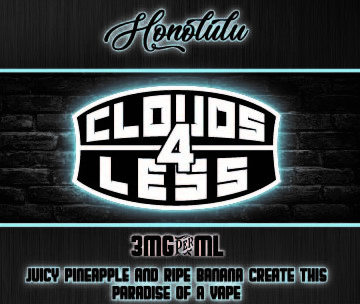 Honolulu
CLOUDS
4
LESS
3MG PER ML
JUICY PINEAPPLE AND RIPE BANANA CREATE THIS
PARADISE OF A VAPE